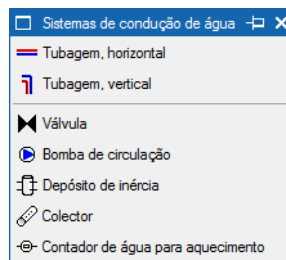 Sistemas de condução de água
Tubagem, horizontal
Tubagem, vertical
Válvula
Bomba de circulação
Depósito de inércia
Colector
Contador de água para aquecimento